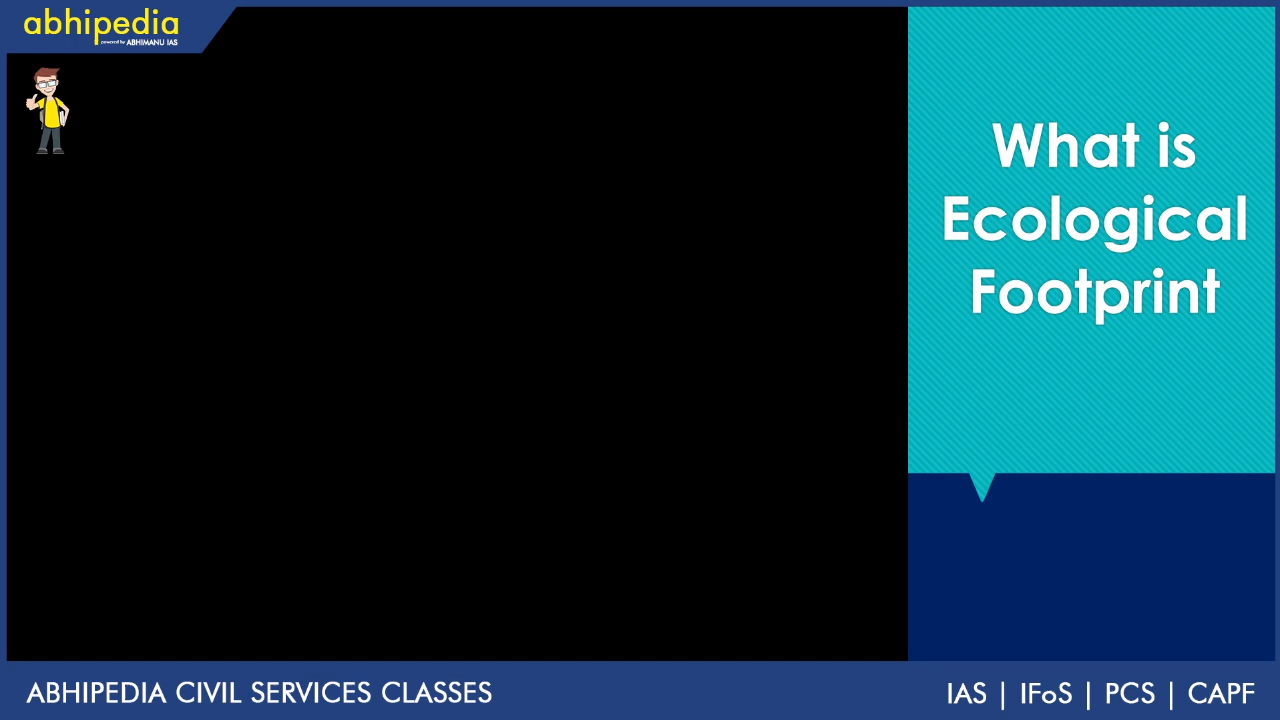 abhipedia
powered by ABHIMANU IAS
What is
Ecological
Footprint
ABHIPEDIA CIVIL SERVICES CLASSES
IAS | IFoS | PCS | CAPF